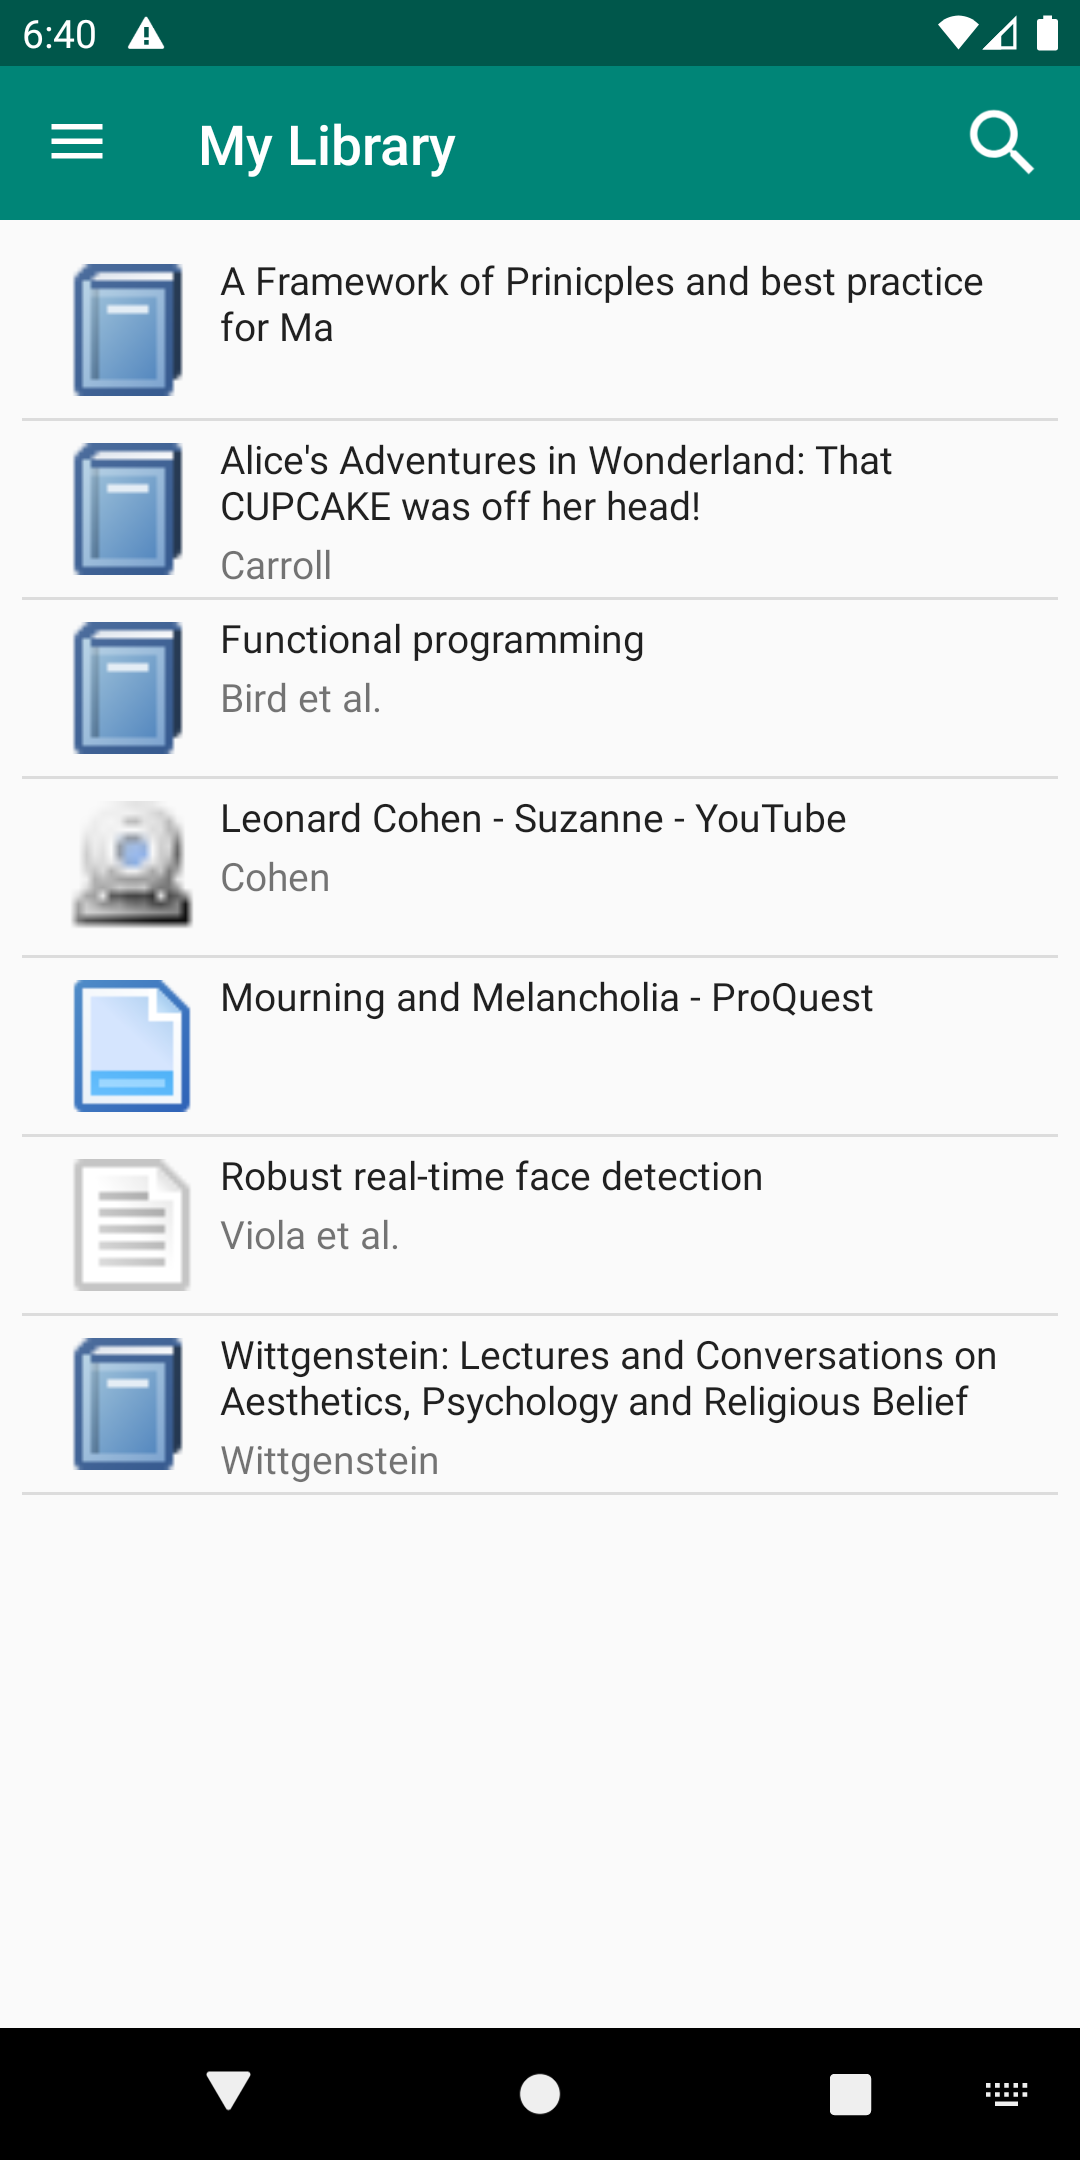 6:40
My Library
A Framework of Prinicples and best practice
for Ma
Alice's Adventures in Wonderland: That
CUPCAKE was off her head!
Carroll
Functional programming
Bird et al.
Leonard Cohen - Suzanne - YouTube
Cohen
Mourning and Melancholia - ProQuest
Robust real-time face detection
Viola et al.
Wittgenstein: Lectures and Conversations on
Aesthetics, Psychology and Religious Belief
Wittgenstein